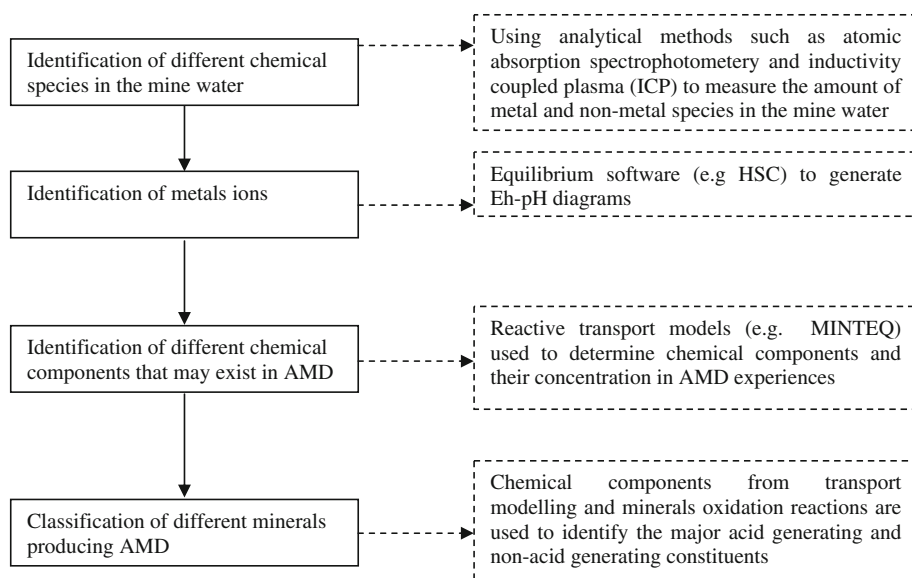 Identification of different chemical
species in the mine water
Using analytical methods such as atomic
absorption spectrophotometery and inductivity
coupled plasma (ICP) to measure the amount of
metal and non-metal species in the mine water
Identification of metals ions
Equilibrium software (e.g HSC) to generate
Eh-pH diagrams
Identification of different chemical
components that may exist in AMD
Reactive transport models (e.g. MINTEQ)
used to determine chemical components and
their concentration in AMD experiences
Classification of different minerals
producing AMD
Chemical components from transport
modelling and minerals oxidation reactions are
used to identify the major acid generating and
non-acid generating constituents